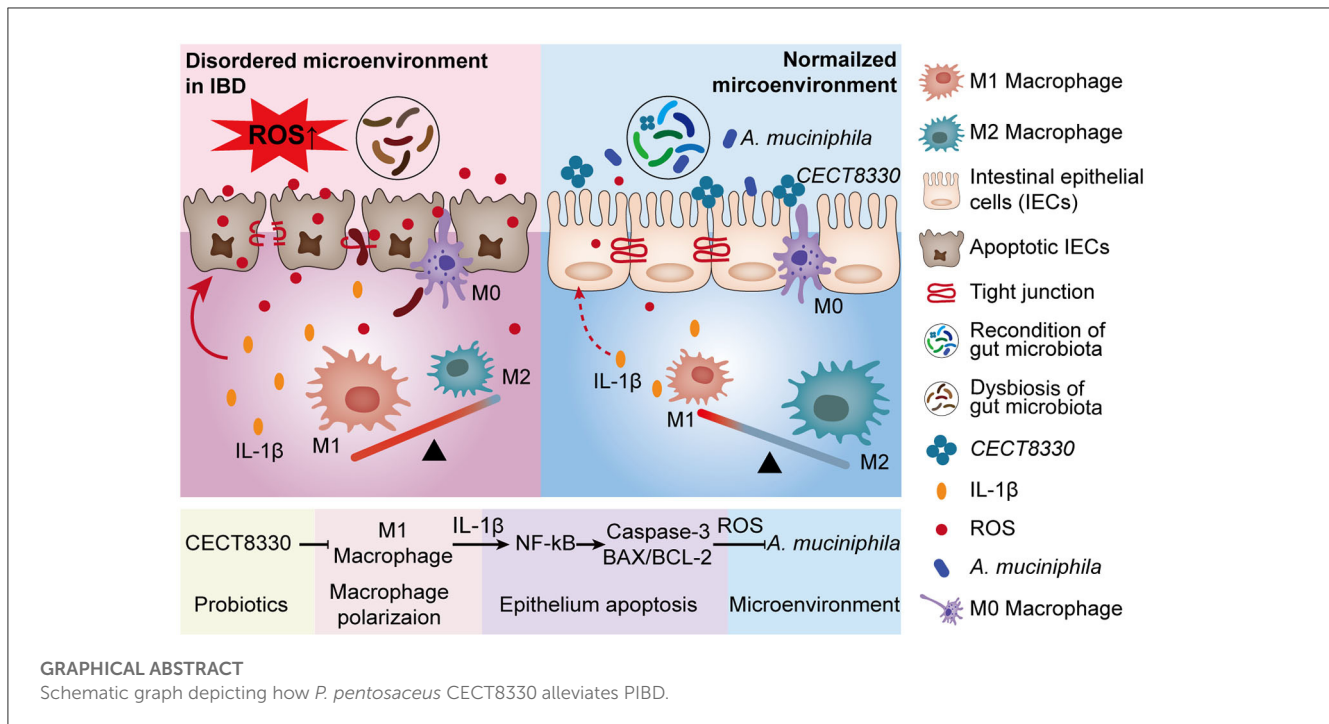 Disordered microenvironment
in IBD
ROS↑
M0
M2
M1
IL-1β
Normailzed
mircoenvironment
A. muciniphila
CECT8330
M0
IL-1β
M1
M2
M1 Macrophage
M2 Macrophage
Intestinal epithelial
cells (IECs)
Apoptotic IECs
Tight junction
Recondition of
gut microbiota
Dysbiosis of
gut microbiota
CECT8330
IL-1β
ROS
A. muciniphila
M0 Macrophage
CECT8330
M1
Macrophage
IL-1β
NF-kB
Caspase-3
BAX/BCL-2
ROS
A. muciniphila
Probiotics
Macrophage
polarizaion
Epithelium apoptosis
Microenvironment
GRAPHICAL ABSTRACT
Schematic graph depicting how P. pentosaceus CECT8330 alleviates PIBD.